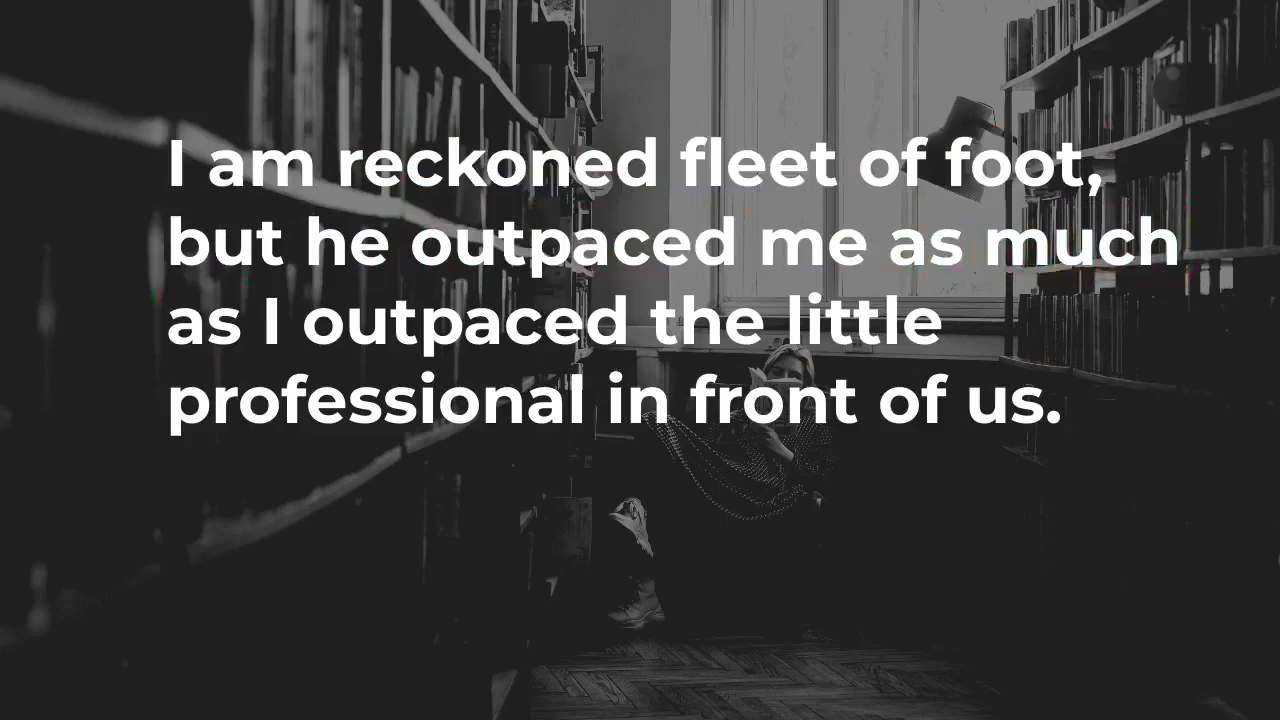 I am reckoned fleet of foot,
but he outpaced me as much
as I outpaced the little
professional in front of us.